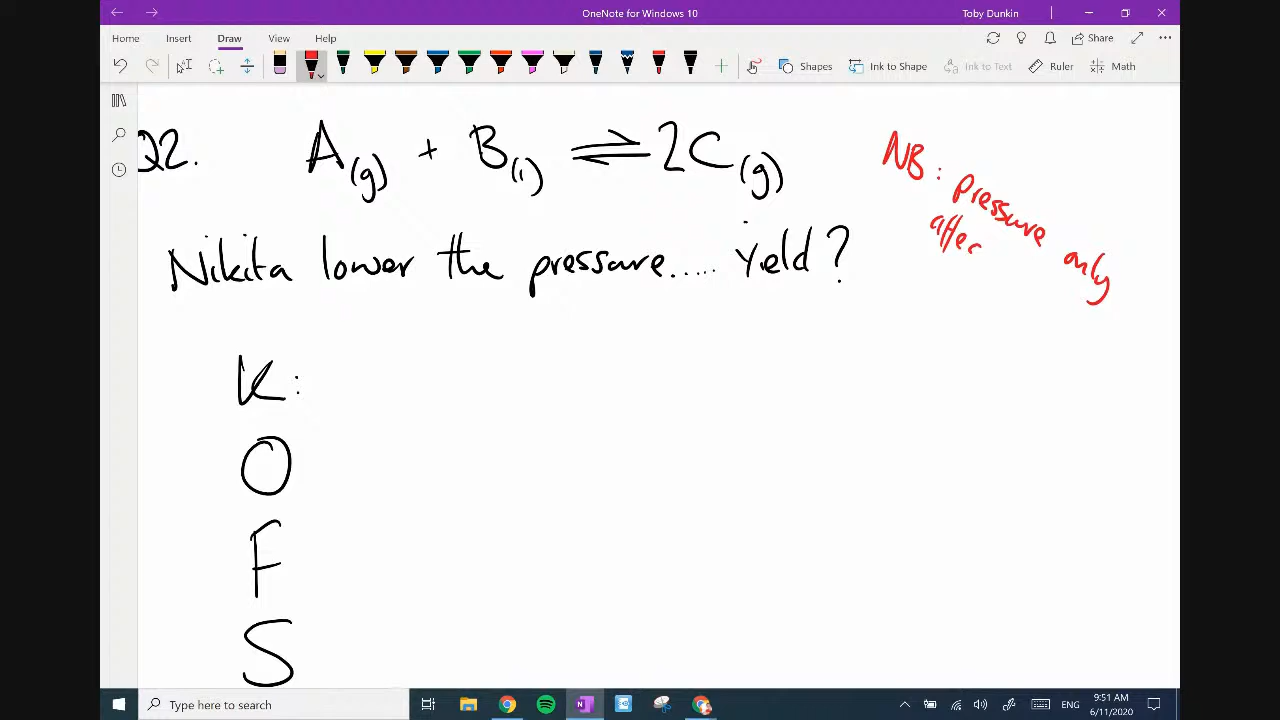 OneNote for Windows 10
Toby Dunkin
Home Insert Draw View Help
Share
Shapes Ink to Shape Ink to Text Ruler Math
Q2. A(g) + B(l) ⇌ 2C(g)
NB: pressure only
affec
Nikita lower the pressure..... yield?
K:
O
F
S
Type here to search
ENG
9:51 AM
6/11/2020